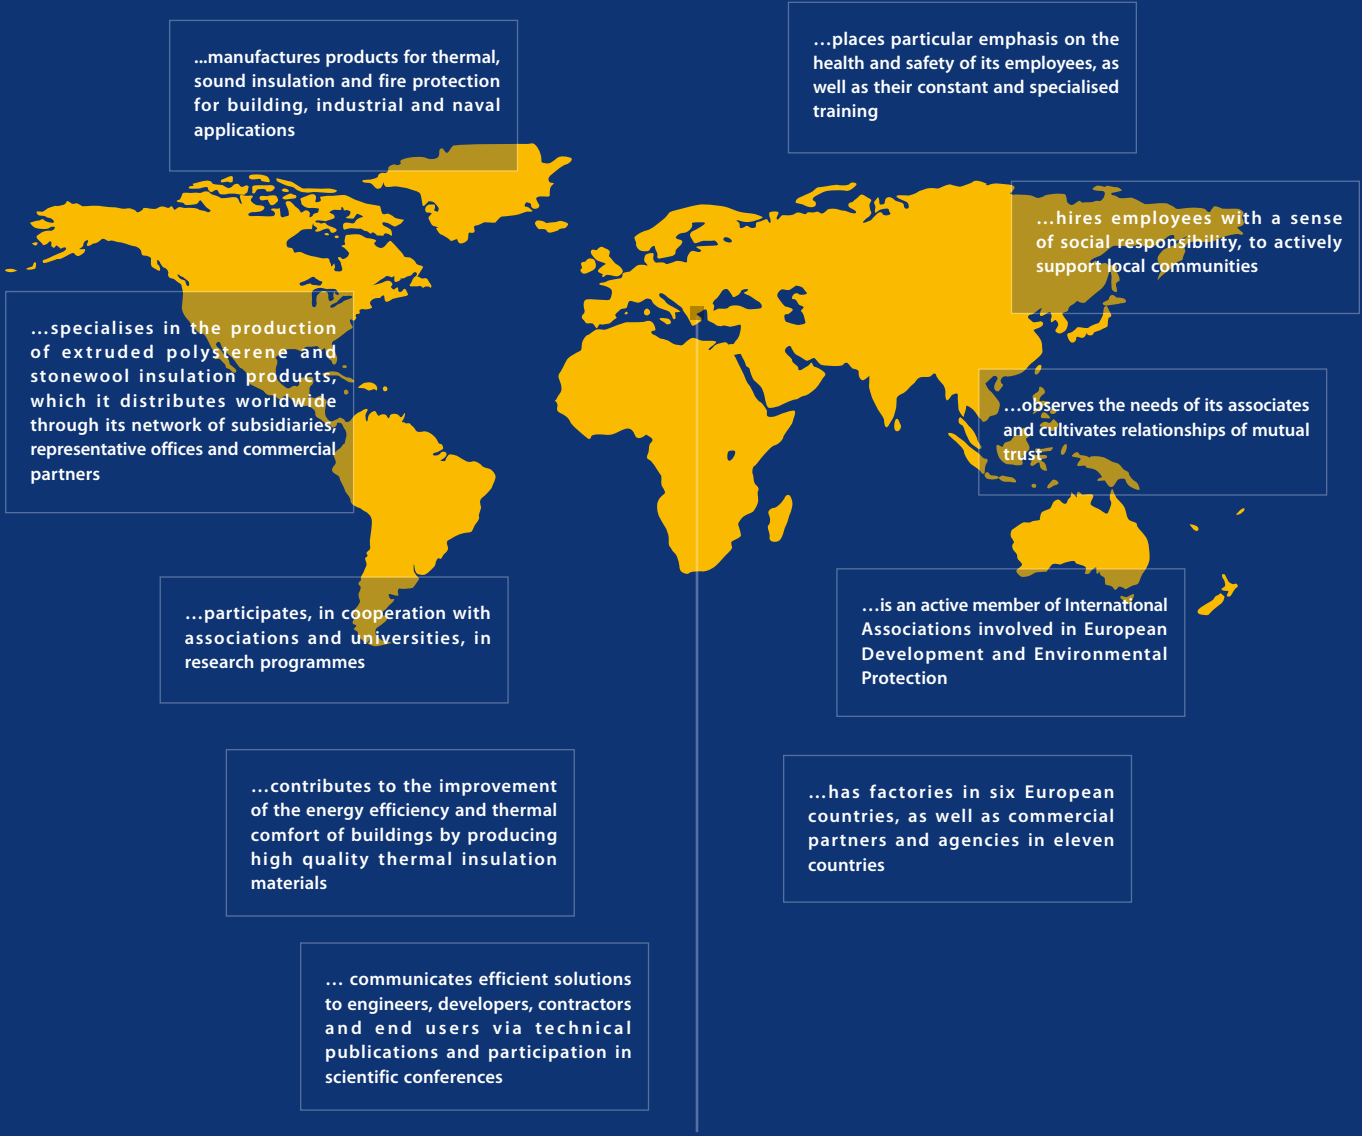 ...manufactures products for thermal,
sound insulation and fire protection
for building, industrial and naval
applications
…places particular emphasis on the
health and safety of its employees, as
well as their constant and specialised
training
…hires employees with a sense
of social responsibility, to actively
support local communities
…specialises in the production
of extruded polysterene and
stonewool insulation products,
which it distributes worldwide
through its network of subsidiaries,
representative offices and commercial
partners
…observes the needs of its associates
and cultivates relationships of mutual
trust
…participates, in cooperation with
associations and universities, in
research programmes
…is an active member of International
Associations involved in European
Development and Environmental
Protection
…contributes to the improvement
of the energy efficiency and thermal
comfort of buildings by producing
high quality thermal insulation
materials
…has factories in six European
countries, as well as commercial
partners and agencies in eleven
countries
… communicates efficient solutions
to engineers, developers, contractors
and end users via technical
publications and participation in
scientific conferences